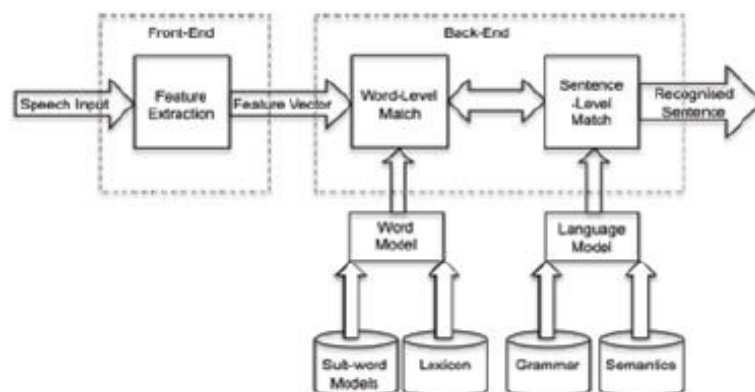 Front-End
Back-End
Speech Input
Feature
Extraction
Feature Vector
Word-Level
Match
Sentence
-Level
Match
Recognised
Sentence
Word
Model
Language
Model
Sub-word
Models
Lexicon
Grammar
Semantics